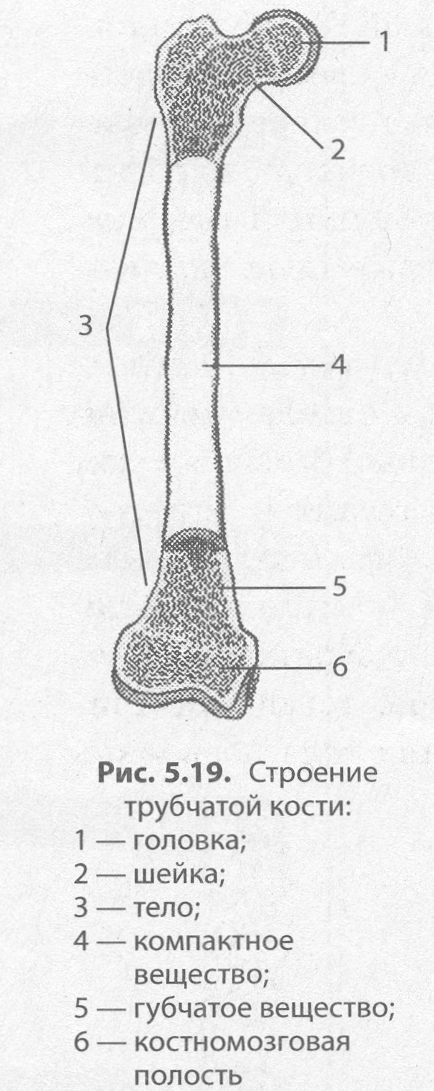 1
2
3
4
5
6
Рис. 5.19. Строение
трубчатой кости:
1 — головка;
2 — шейка;
3 — тело;
4 — компактное
вещество;
5 — губчатое вещество;
6 — костномозговая
полость